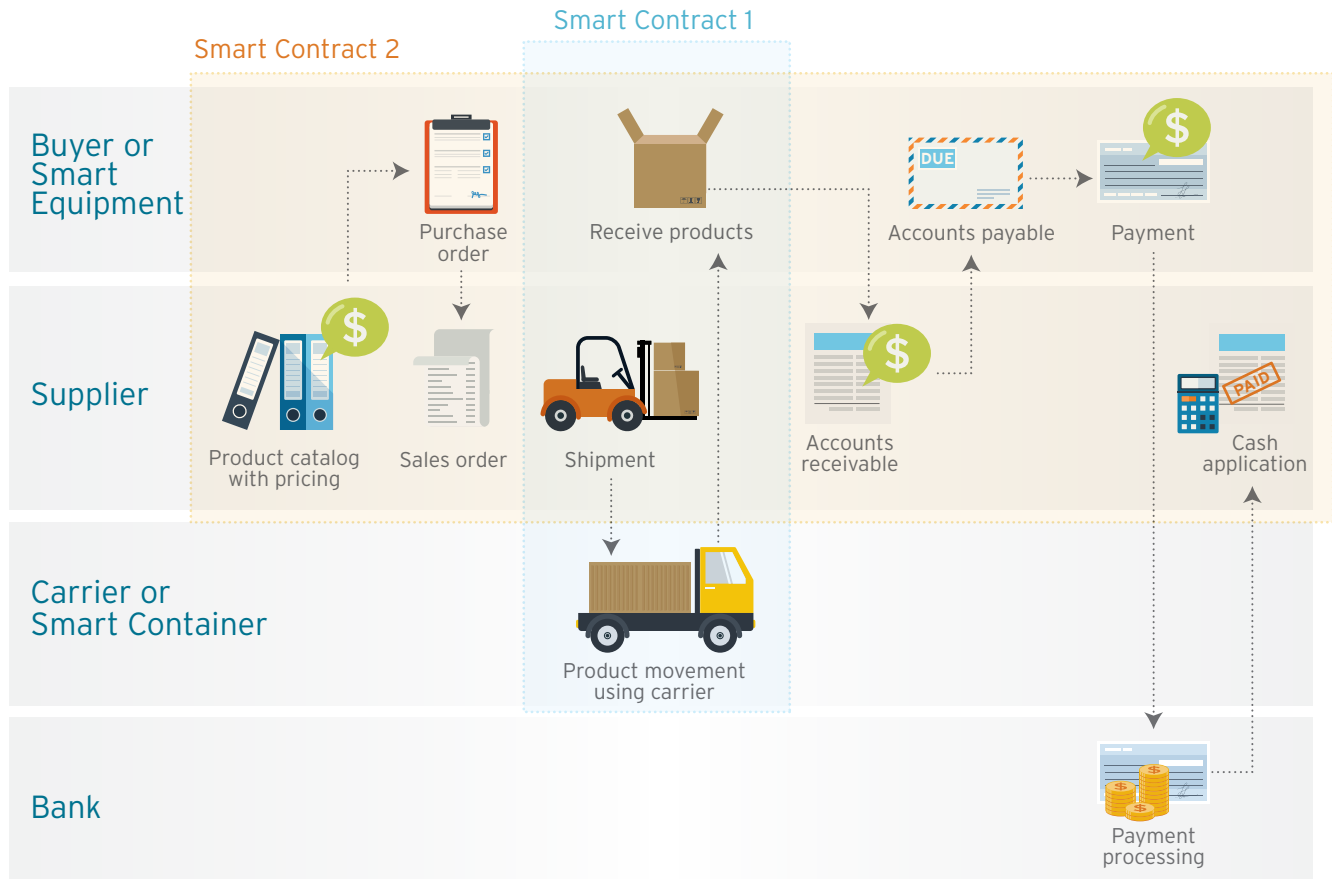 Smart Contract 1
Smart Contract 2
Buyer or
Smart
Equipment
Purchase
order
Receive products
DUE
Accounts payable
$
Payment
Supplier
$
Product catalog
with pricing
Sales order
Shipment
$
Accounts
receivable
PAID
Cash
application
Carrier or
Smart Container
Product movement
using carrier
Bank
$
$
$
Payment
processing